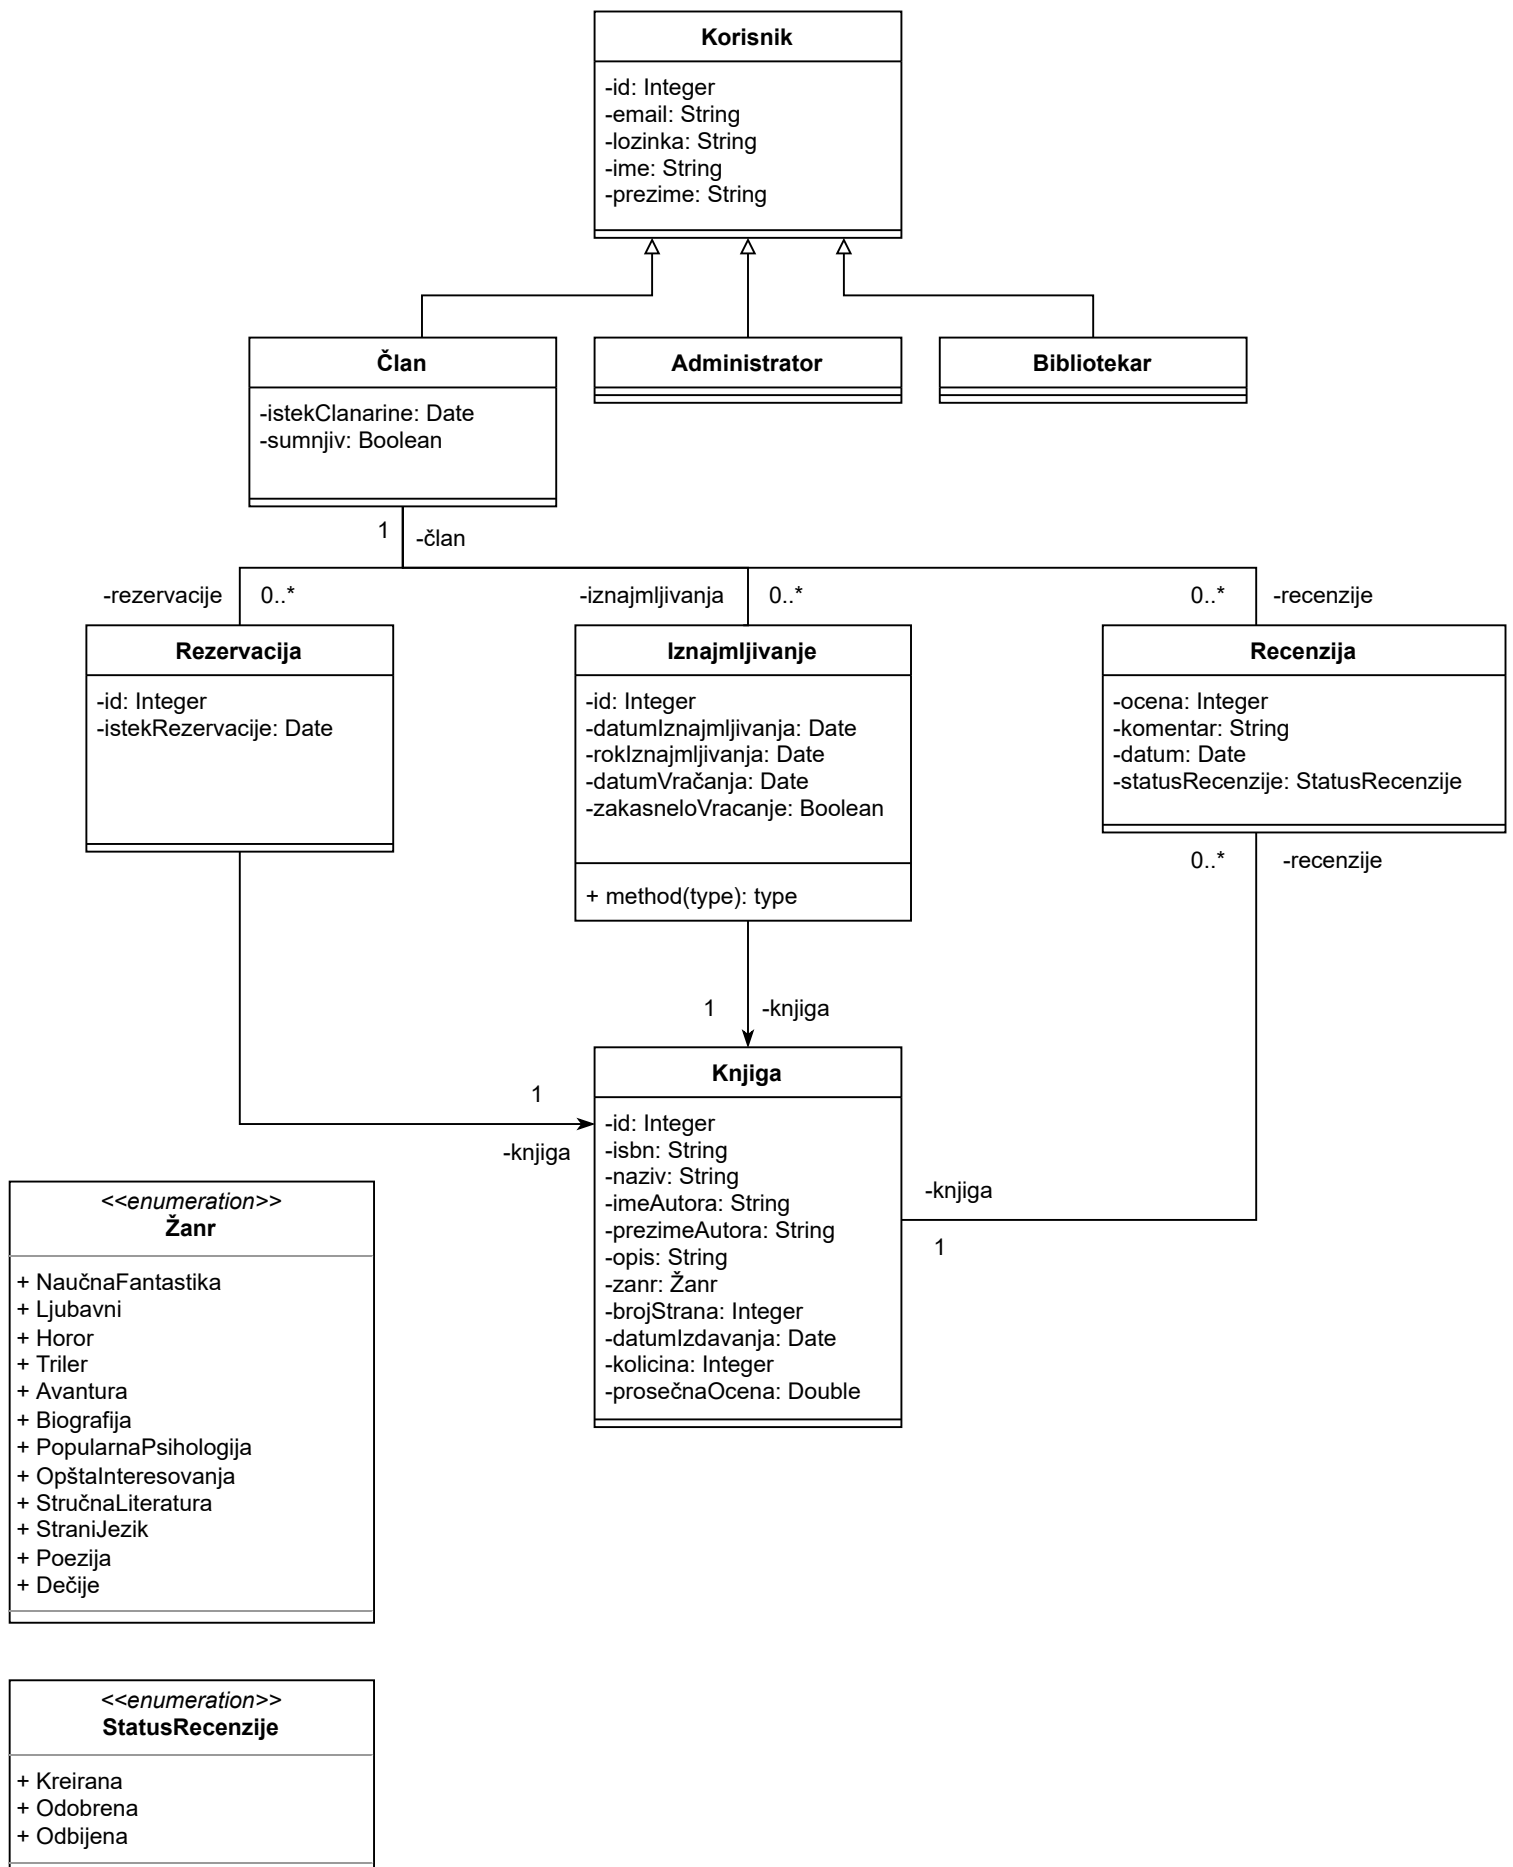 Korisnik
-id: Integer
-email: String
-lozinka: String
-ime: String
-prezime: String
Član
-istekClanarine: Date
-sumnjiv: Boolean
Administrator
Bibliotekar
1
-član
-rezervacije
0..*
-iznajmljivanja
0..*
0..*
-recenzije
Rezervacija
-id: Integer
-istekRezervacije: Date
Iznajmljivanje
-id: Integer
-datumIznajmljivanja: Date
-rokIznajmljivanja: Date
-datumVračanja: Date
-zakasneloVracanje: Boolean
+ method(type): type
Recenzija
-ocena: Integer
-komentar: String
-datum: Date
-statusRecenzije: StatusRecenzije
0..*
-recenzije
1
-knjiga
1
-knjiga
Knjiga
-id: Integer
-isbn: String
-naziv: String
-imeAutora: String
-prezimeAutora: String
-opis: String
-zanr: Žanr
-brojStrana: Integer
-datumIzdavanja: Date
-kolicina: Integer
-prosečnaOcena: Double
-knjiga
1
<<enumeration>>
Žanr
+ NaučnaFantastika
+ Ljubavni
+ Horor
+ Triler
+ Avantura
+ Biografija
+ PopularnaPsihologija
+ OpštaInteresovanja
+ StručnaLiteratura
+ StraniJezik
+ Poezija
+ Dečije
<<enumeration>>
StatusRecenzije
+ Kreirana
+ Odobrena
+ Odbijena